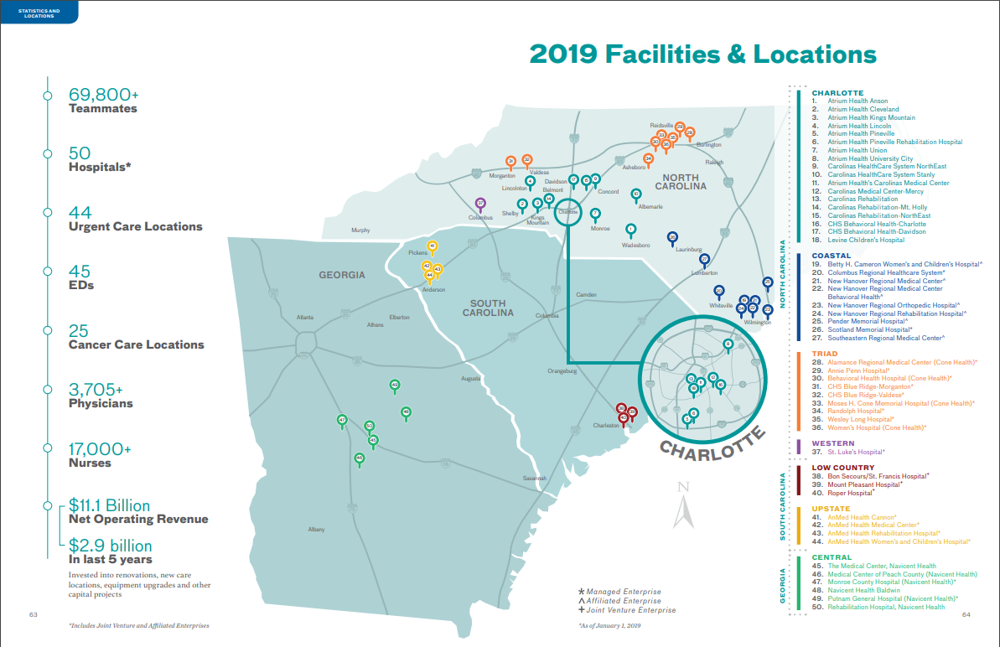 STATISTICS AND
LOCATIONS
2019 Facilities & Locations
69,800+
Teammates
50
Hospitals*
44
Urgent Care Locations
45
EDs
25
Cancer Care Locations
3,705+
Physicians
17,000+
Nurses
$11.1 Billion
Net Operating Revenue
$2.9 billion
In last 5 years
Invested into renovations, new care
locations, equipment upgrades and other
capital projects
63
*Includes Joint Venture and Affiliated Enterprises
Reidsville
Burlington
Raleigh
Asheboro
NORTH
CAROLINA
Morganton
Valdese
Lincolnton
Davidson
Belmont
Concord
Albemarle
Columbus
Shelby
Kings
Mountain
Charlotte
Monroe
Wadesboro
Laurinburg
Lumberton
Whiteville
Wilmington
Murphy
Pickens
Anderson
GEORGIA
SOUTH
CAROLINA
Camden
Columbia
Atlanta
Athens
Elberton
Orangeburg
Augusta
Charleston
Savannah
Albany
CHARLOTTE
N
* Managed Enterprise
^ Affiliated Enterprise
+ Joint Venture Enterprise
*As of January 1, 2019
NORTH CAROLINA
CHARLOTTE
1. Atrium Health Anson
2. Atrium Health Cleveland
3. Atrium Health Kings Mountain
4. Atrium Health Lincoln
5. Atrium Health Pineville
6. Atrium Health Pineville Rehabilitation Hospital
7. Atrium Health Union
8. Atrium Health University City
9. Carolinas HealthCare System NorthEast
10. Carolinas HealthCare System Stanly
11. Atrium Health's Carolinas Medical Center
12. Carolinas Medical Center-Mercy
13. Carolinas Rehabilitation
14. Carolinas Rehabilitation-Mt. Holly
15. Carolinas Rehabilitation-NorthEast
16. CHS Behavioral Health-Charlotte
17. CHS Behavioral Health-Davidson
18. Levine Children's Hospital
COASTAL
19. Betty H. Cameron Women's and Children's Hospital^
20. Columbus Regional Healthcare System*
21. New Hanover Regional Medical Center^
22. New Hanover Regional Medical Center
Behavioral Health^
23. New Hanover Regional Orthopedic Hospital^
24. New Hanover Regional Rehabilitation Hospital^
25. Pender Memorial Hospital^
26. Scotland Memorial Hospital*
27. Southeastern Regional Medical Center^
TRIAD
28. Alamance Regional Medical Center (Cone Health)*
29. Annie Penn Hospital*
30. Behavioral Health Hospital (Cone Health)*
31. CHS Blue Ridge-Morganton*
32. CHS Blue Ridge-Valdese*
33. Moses H. Cone Memorial Hospital (Cone Health)*
34. Randolph Hospital*
35. Wesley Long Hospital*
36. Women's Hospital (Cone Health)*
WESTERN
37. St. Luke's Hospital*
SOUTH CAROLINA
LOW COUNTRY
38. Bon Secours/St. Francis Hospital+
39. Mount Pleasant Hospital+
40. Roper Hospital+
UPSTATE
41. AnMed Health Cannon*
42. AnMed Health Medical Center*
43. AnMed Health Rehabilitation Hospital*
44. AnMed Health Women's and Children's Hospital*
GEORGIA
CENTRAL
45. The Medical Center, Navicent Health
46. Medical Center of Peach County (Navicent Health)
47. Monroe County Hospital (Navicent Health)*
48. Navicent Health Baldwin
49. Putnam General Hospital (Navicent Health)*
50. Rehabilitation Hospital, Navicent Health
64